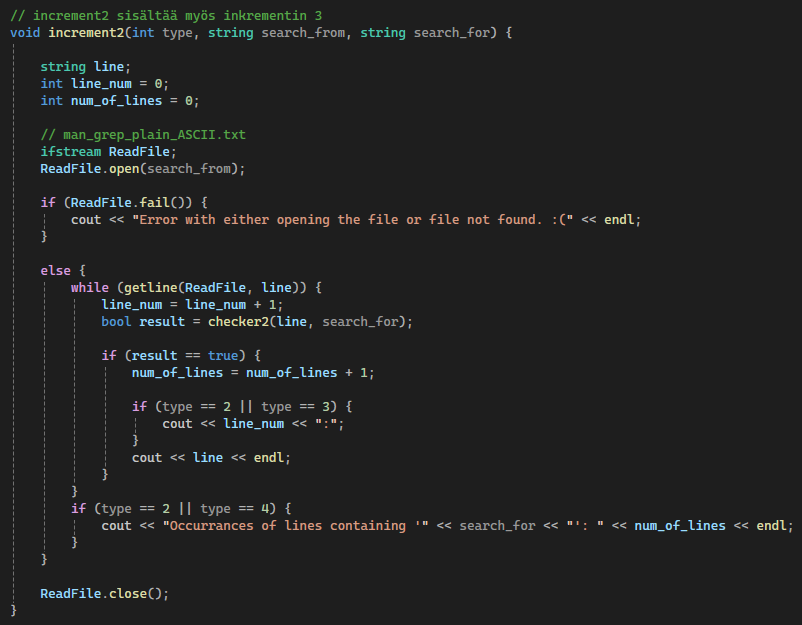 // increment2 sisältää myös inkrementin 3
void increment2(int type, string search_from, string search_for) {
string line;
int line_num = 0;
int num_of_lines = 0;
// man_grep_plain_ASCII.txt
ifstream ReadFile;
ReadFile.open(search_from);
if (ReadFile.fail()) {
cout << "Error with either opening the file or file not found. :(" << endl;
}
else {
while (getline(ReadFile, line)) {
line_num = line_num + 1;
bool result = checker2(line, search_for);
if (result == true) {
num_of_lines = num_of_lines + 1;
if (type == 2 || type == 3) {
cout << line_num << ":";
}
cout << line << endl;
}
}
if (type == 2 || type == 4) {
cout << "Occurrances of lines containing '" << search_for << "': " << num_of_lines << endl;
}
}
ReadFile.close();
}